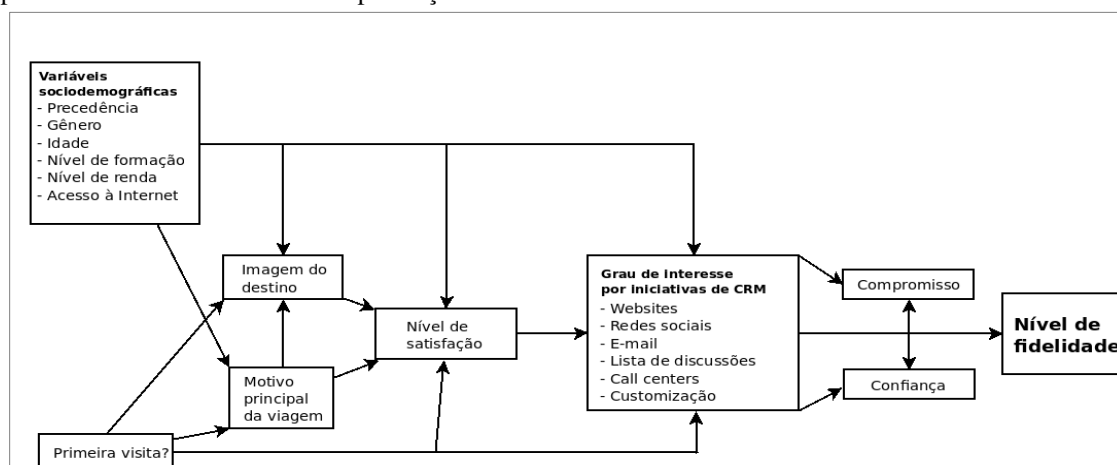 Variáveis
sociodemográficas
- Precedência
- Gênero
- Idade
- Nível de formação
- Nível de renda
- Acesso à Internet
Imagem do
destino
Nível de
satisfação
Motivo
principal
da viagem
Primeira visita?
Grau de interesse
por iniciativas de CRM
- Websites
- Redes sociais
- E-mail
- Lista de discussões
- Call centers
- Customização
Compromisso
Confiança
Nível de
fidelidade